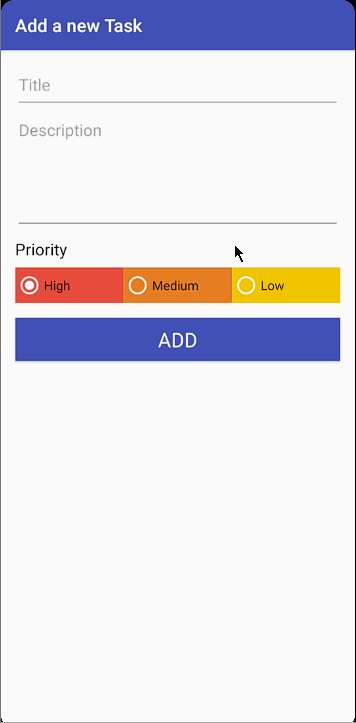 Add a new Task
Title
Description
Priority
High Medium Low
ADD